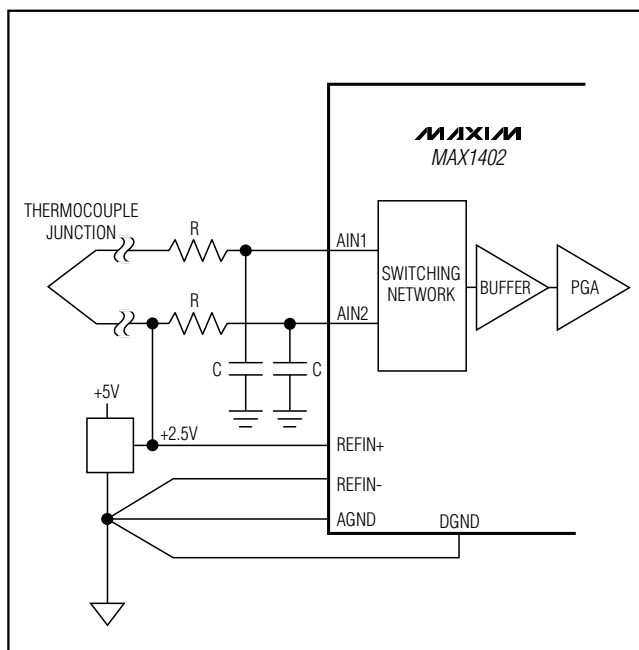 MAXIM
MAX1402
THERMOCOUPLE
JUNCTION
R
AIN1
SWITCHING
NETWORK
BUFFER
PGA
R
AIN2
C
C
+5V
+2.5V
REFIN+
REFIN-
AGND
DGND